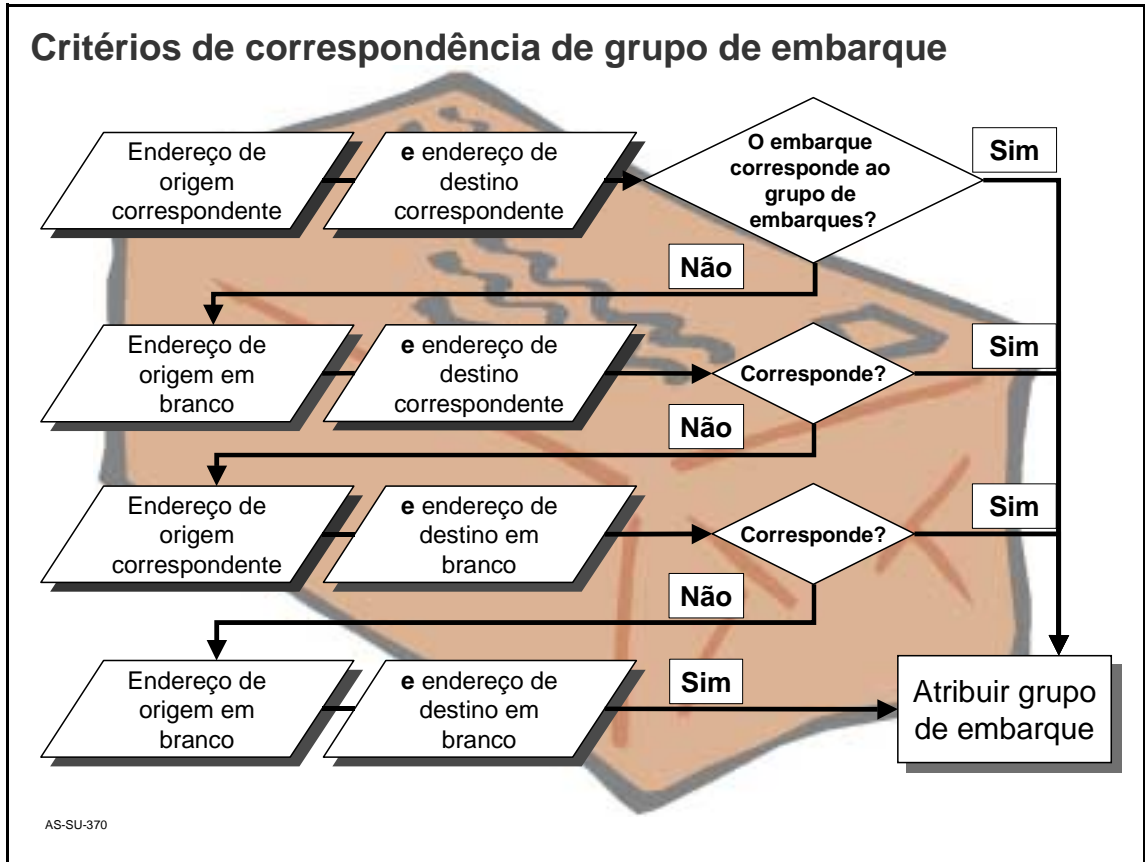 Critérios de correspondência de grupo de embarque
Endereço de
origem
correspondente
e endereço de
destino
correspondente
O embarque
corresponde ao
grupo de
embarques?
Sim
Não
Endereço de
origem em
branco
e endereço de
destino
correspondente
Corresponde?
Sim
Não
Endereço de
origem
correspondente
e endereço de
destino em
branco
Corresponde?
Sim
Não
Endereço de
origem em
branco
e endereço de
destino em
branco
Sim
Atribuir grupo
de embarque
AS-SU-370